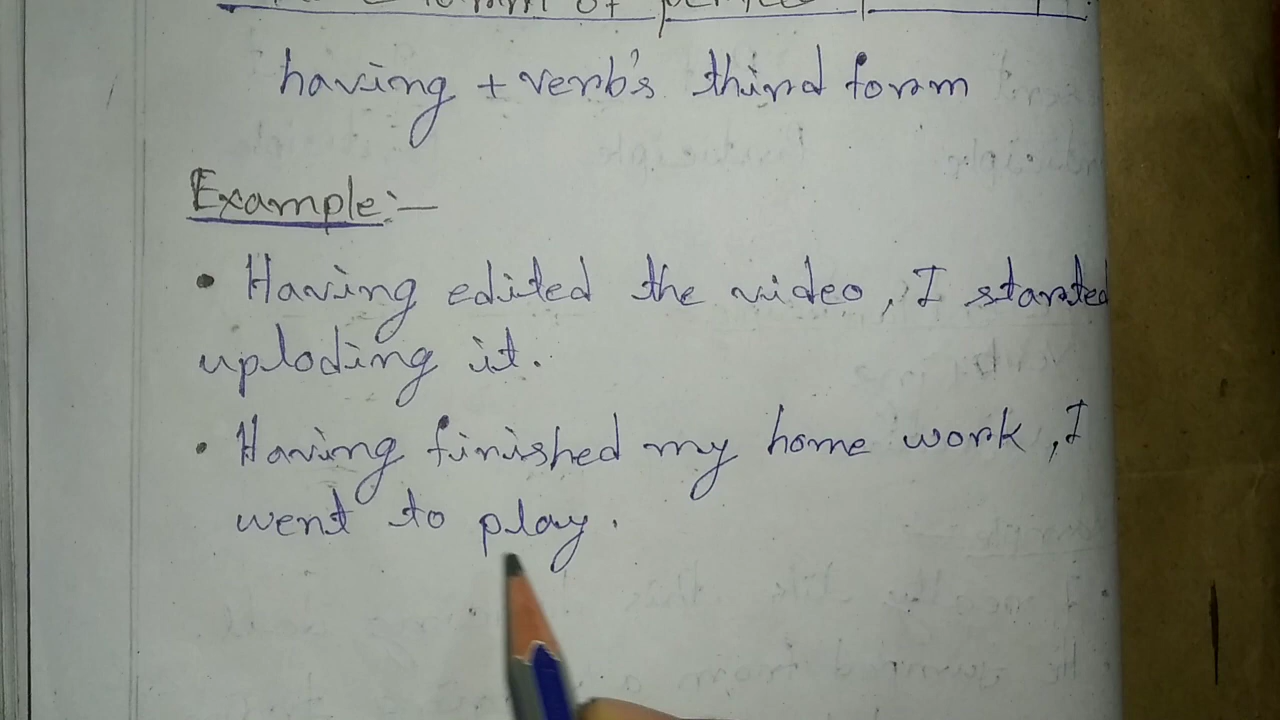 of
having + verb's third form
Example:-
• Having edited the video, I started
uploding it.
• Having finished my home work, I
went to play.